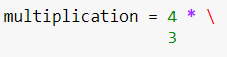 multiplication = 4 * \
3